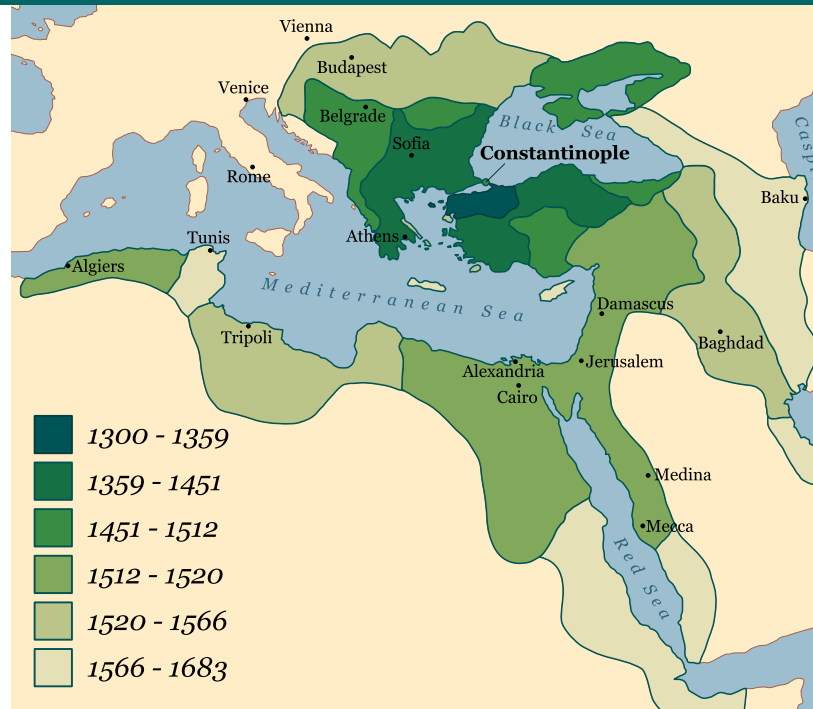 Vienna
Budapest
Venice
Belgrade
Black Sea
Sofia
Constantinople
Rome
Baku
Athens
Tunis
Algiers
Mediterranean Sea
Damascus
Tripoli
Baghdad
Jerusalem
Alexandria
Cairo
1300 - 1359
1359 - 1451
Medina
1451 - 1512
Mecca
Red Sea
1512 - 1520
1520 - 1566
1566 - 1683